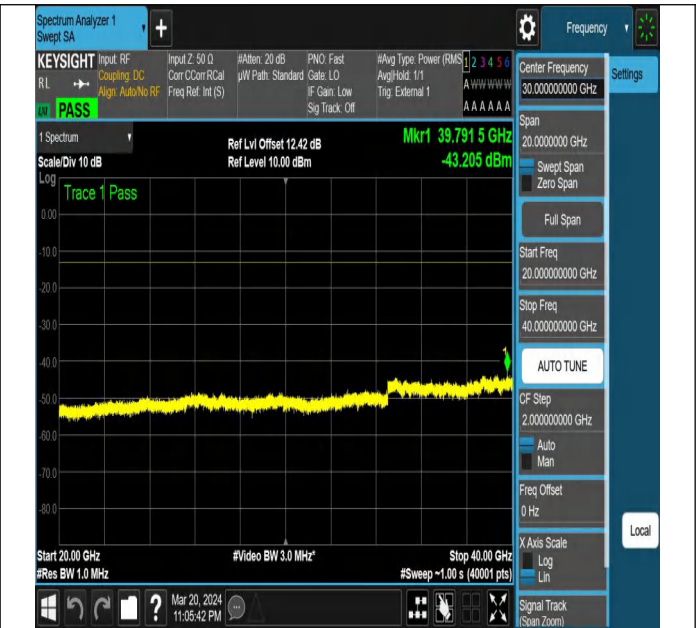 Spectrum Analyzer 1
Swept SA
+
Frequency
KEYSIGHT
RL
PASS
Input: RF
Coupling: DC
Align: Auto/No RF
Input Z: 50 Ω
Corr CCorr RCal
Freq Ref: Int (S)
#Atten: 20 dB
µW Path: Standard
PNO: Fast
Gate: LO
IF Gain: Low
Sig Track: Off
#Avg Type: Power (RMS
Avg|Hold: 1/1
Trig: External 1
1 2 3 4 5 6
A W W W W W
A A A A A A
1 Spectrum
Scale/Div 10 dB
Log
Ref Lvl Offset 12.42 dB
Ref Level 10.00 dBm
Mkr1 39.791 5 GHz
-43.205 dBm
Trace 1 Pass
0.00
-10.0
-20.0
-30.0
-40.0
-50.0
-60.0
-70.0
-80.0
1
Start 20.00 GHz
#Res BW 1.0 MHz
#Video BW 3.0 MHz*
Stop 40.00 GHz
#Sweep ~1.00 s (40001 pts)
Mar 20, 2024
11:05:42 PM
?
Center Frequency
30.00000000 GHz
Settings
Span
20.0000000 GHz
Swept Span
Zero Span
Full Span
Start Freq
20.000000000 GHz
Stop Freq
40.000000000 GHz
AUTO TUNE
CF Step
2.000000000 GHz
Auto
Man
Freq Offset
0 Hz
X Axis Scale
Log
Lin
Signal Track
(Span Zoom)
Local